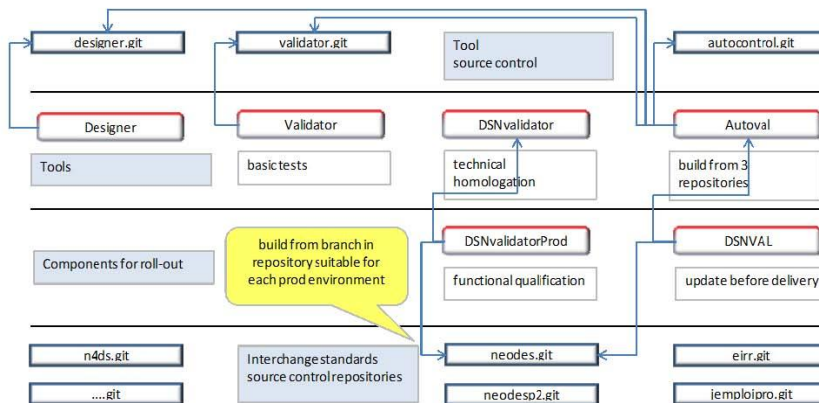 designer.git
validator.git
Tool
source control
autocontrol.git
Designer
Validator
DSNvalidator
Autoval
Tools
basic tests
technical
homologation
build from 3
repositories
build from branch in
repository suitable for
each prod environment
DSNvalidatorProd
DSNVAL
Components for roll-out
functional qualification
update before delivery
n4ds.git
Interchange standards
source control repositories
neodes.git
eirr.git
....git
neodesp2.git
jemploipro.git